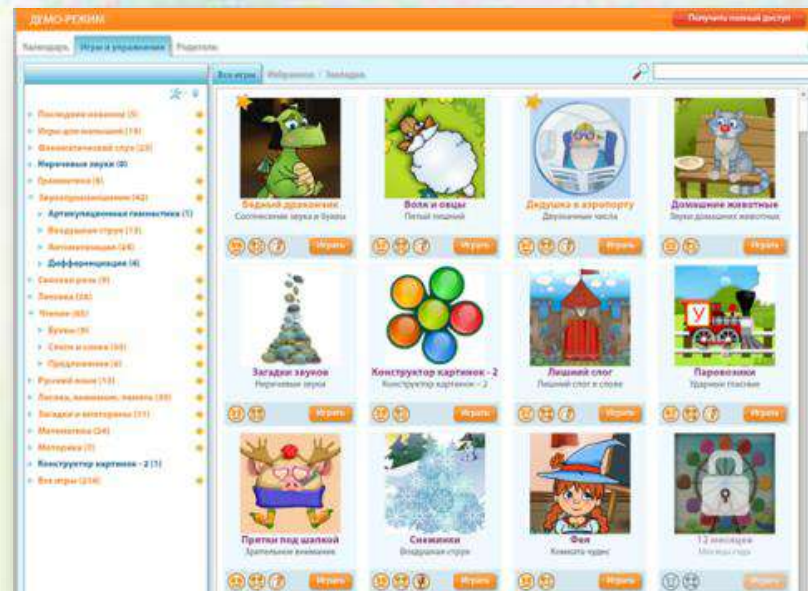 ДЕМО-РЕЖИМ
Получить полный доступ
Календарь Игры и упражнения Родитель
Все игры Избранное Закладки
Последние новинки (5)
Игры для малышей (18)
Фонематический слух (23)
Неречевые звуки (8)
Грамматика (8)
Звукопроизношение (42)
Артикуляционная гимнастика (1)
Воздушная струя (13)
Автоматизация (24)
Дифференциация (4)
Связная речь (9)
Лексика (28)
Чтение (65)
Буквы (9)
Слоги и слова (50)
Предложения (6)
Русский язык (13)
Логика, внимание, память (35)
Загадки и викторины (11)
Математика (24)
Моторика (7)
Конструктор картинок - 2 (1)
Все игры (214)
Бедный дракончик
Соотнесение звука и буквы
Играть
Волк и овцы
Пятый лишний
Играть
Дедушка в аэропорту
Двузначные числа
Играть
Домашние животные
Звуки домашних животных
Играть
Загадки звуков
Неречевые звуки
Играть
Конструктор картинок - 2
Конструктор картинок - 2
Играть
Лишний слог
Лишний слог в слове
Играть
У
Паровозики
Ударные гласные
Играть
Прятки под шапкой
Зрительное внимание
Играть
Снежинки
Воздушная струя
Играть
Фея
Комната чудес
Играть
12 месяцев
Месяцы года
Играть